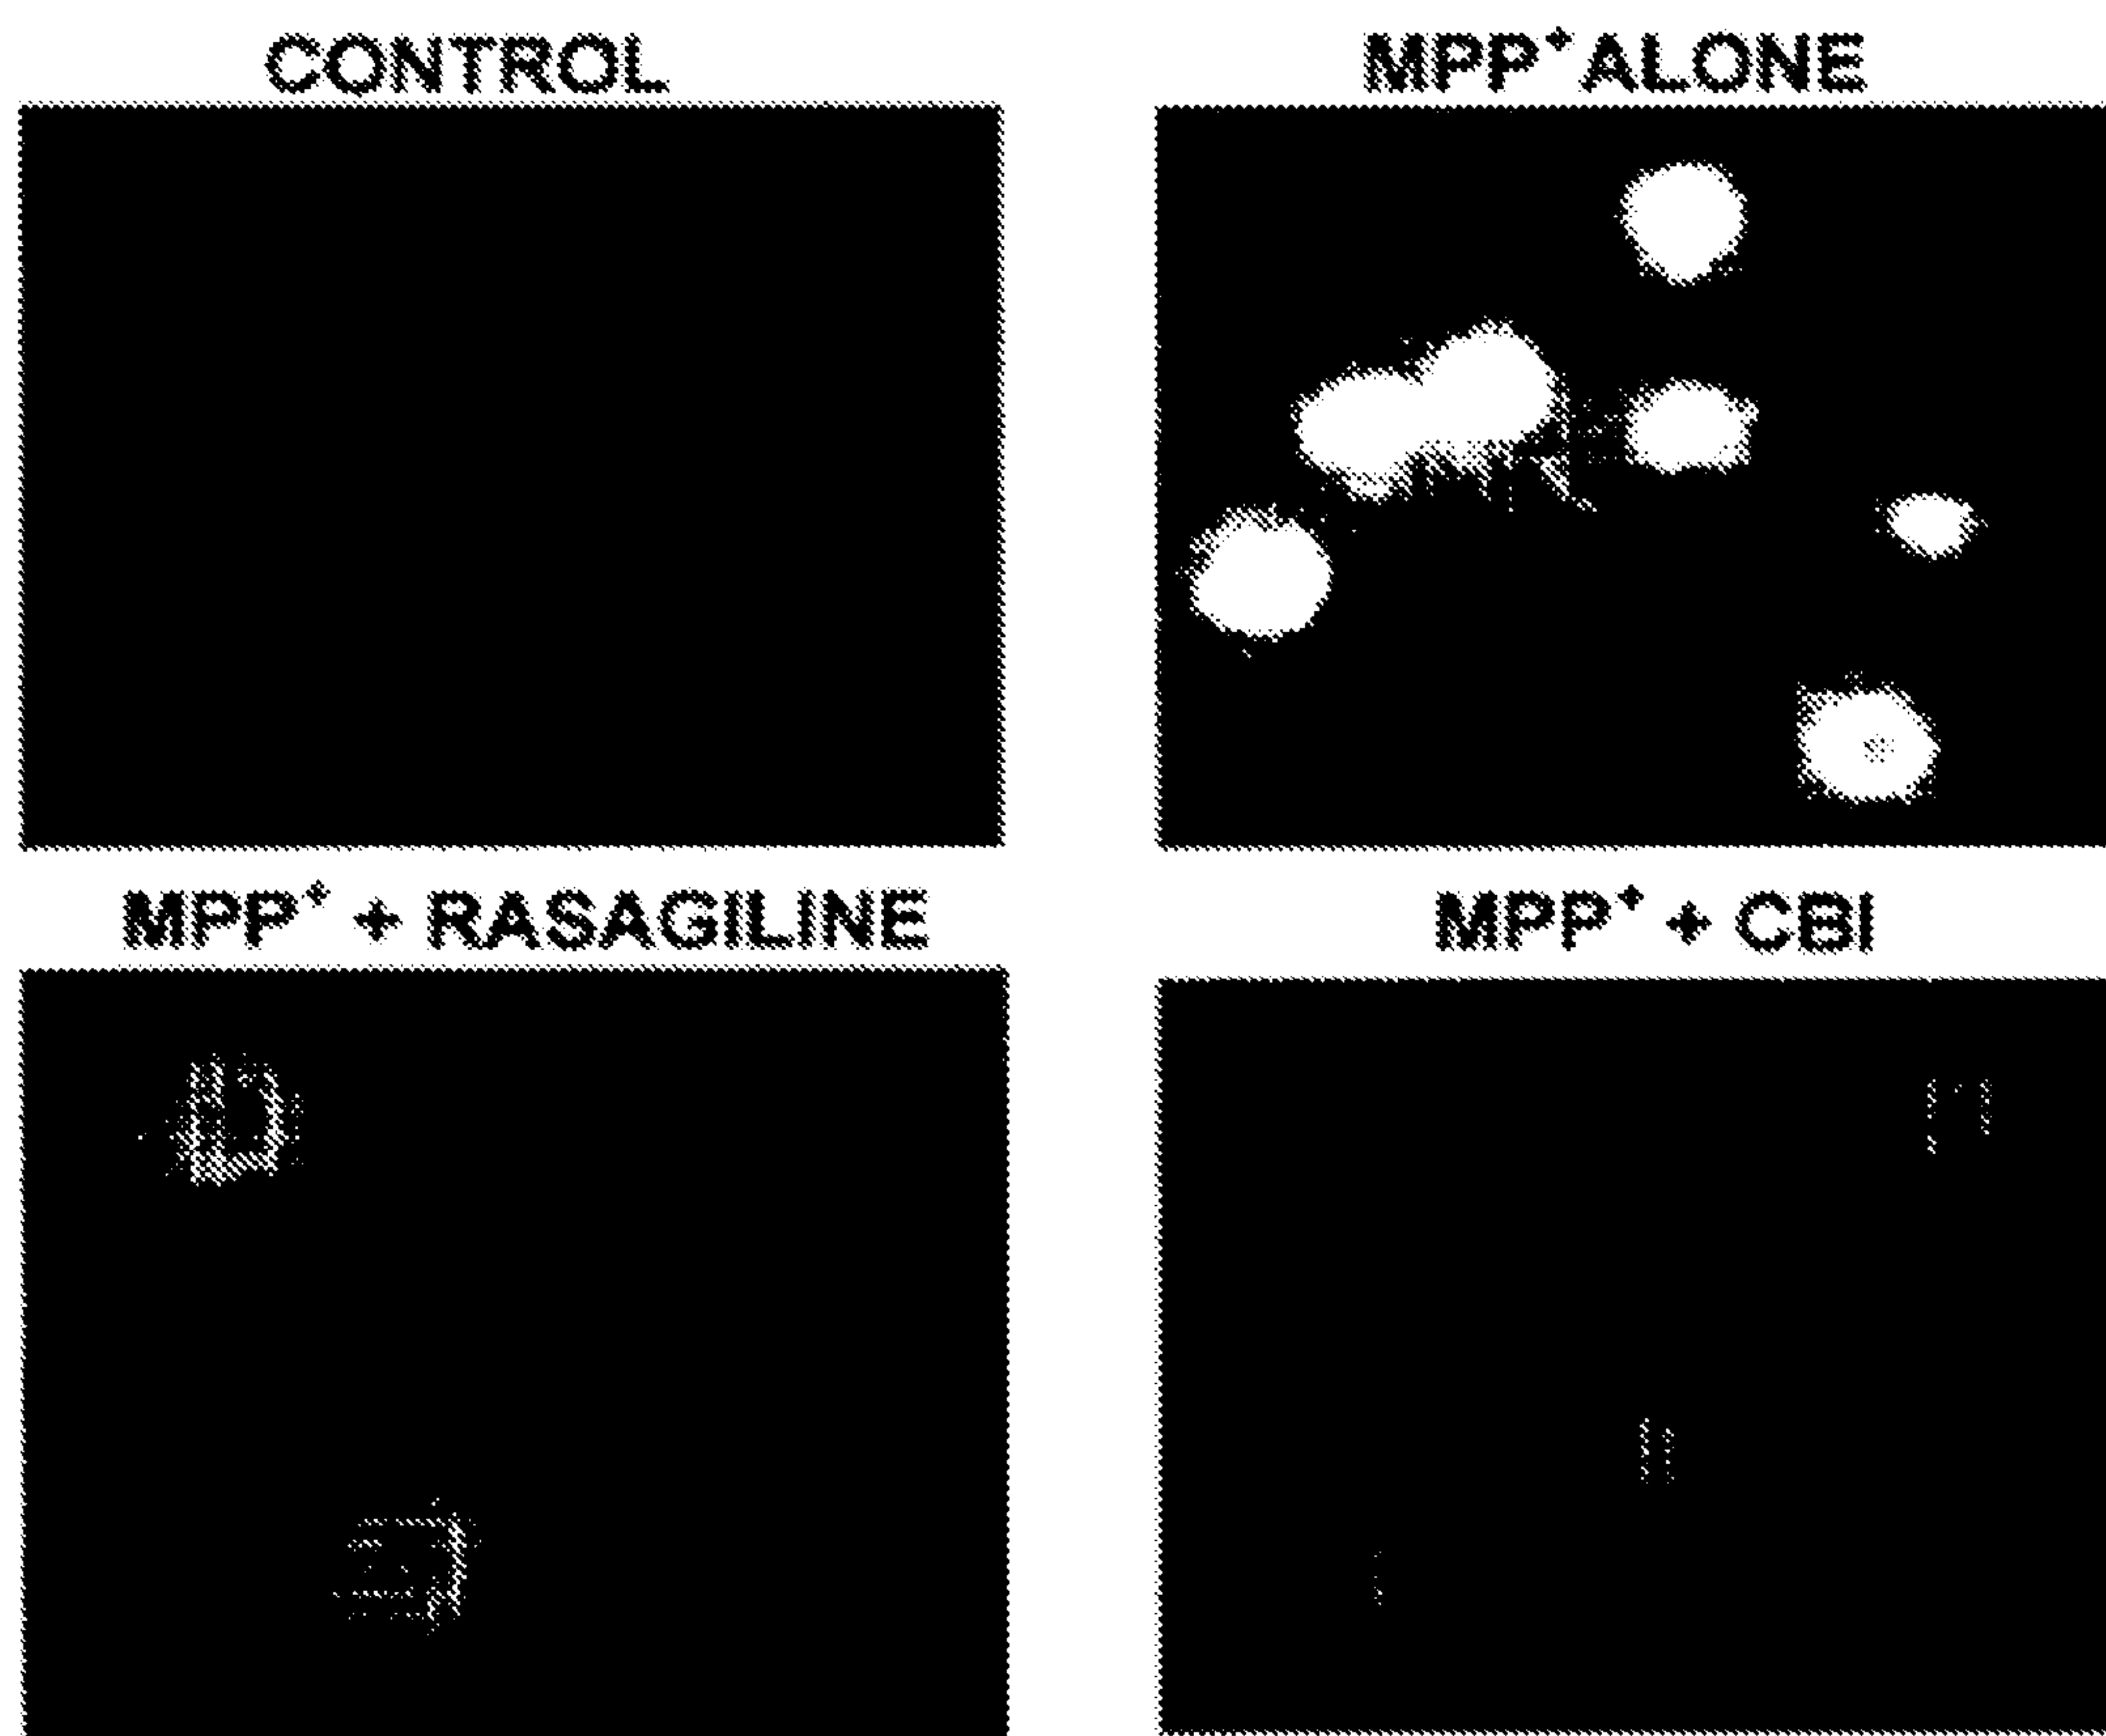 CONTROL
MPP⁺ ALONE
MPP⁺ + RASAGILINE
MPP⁺ + CBI